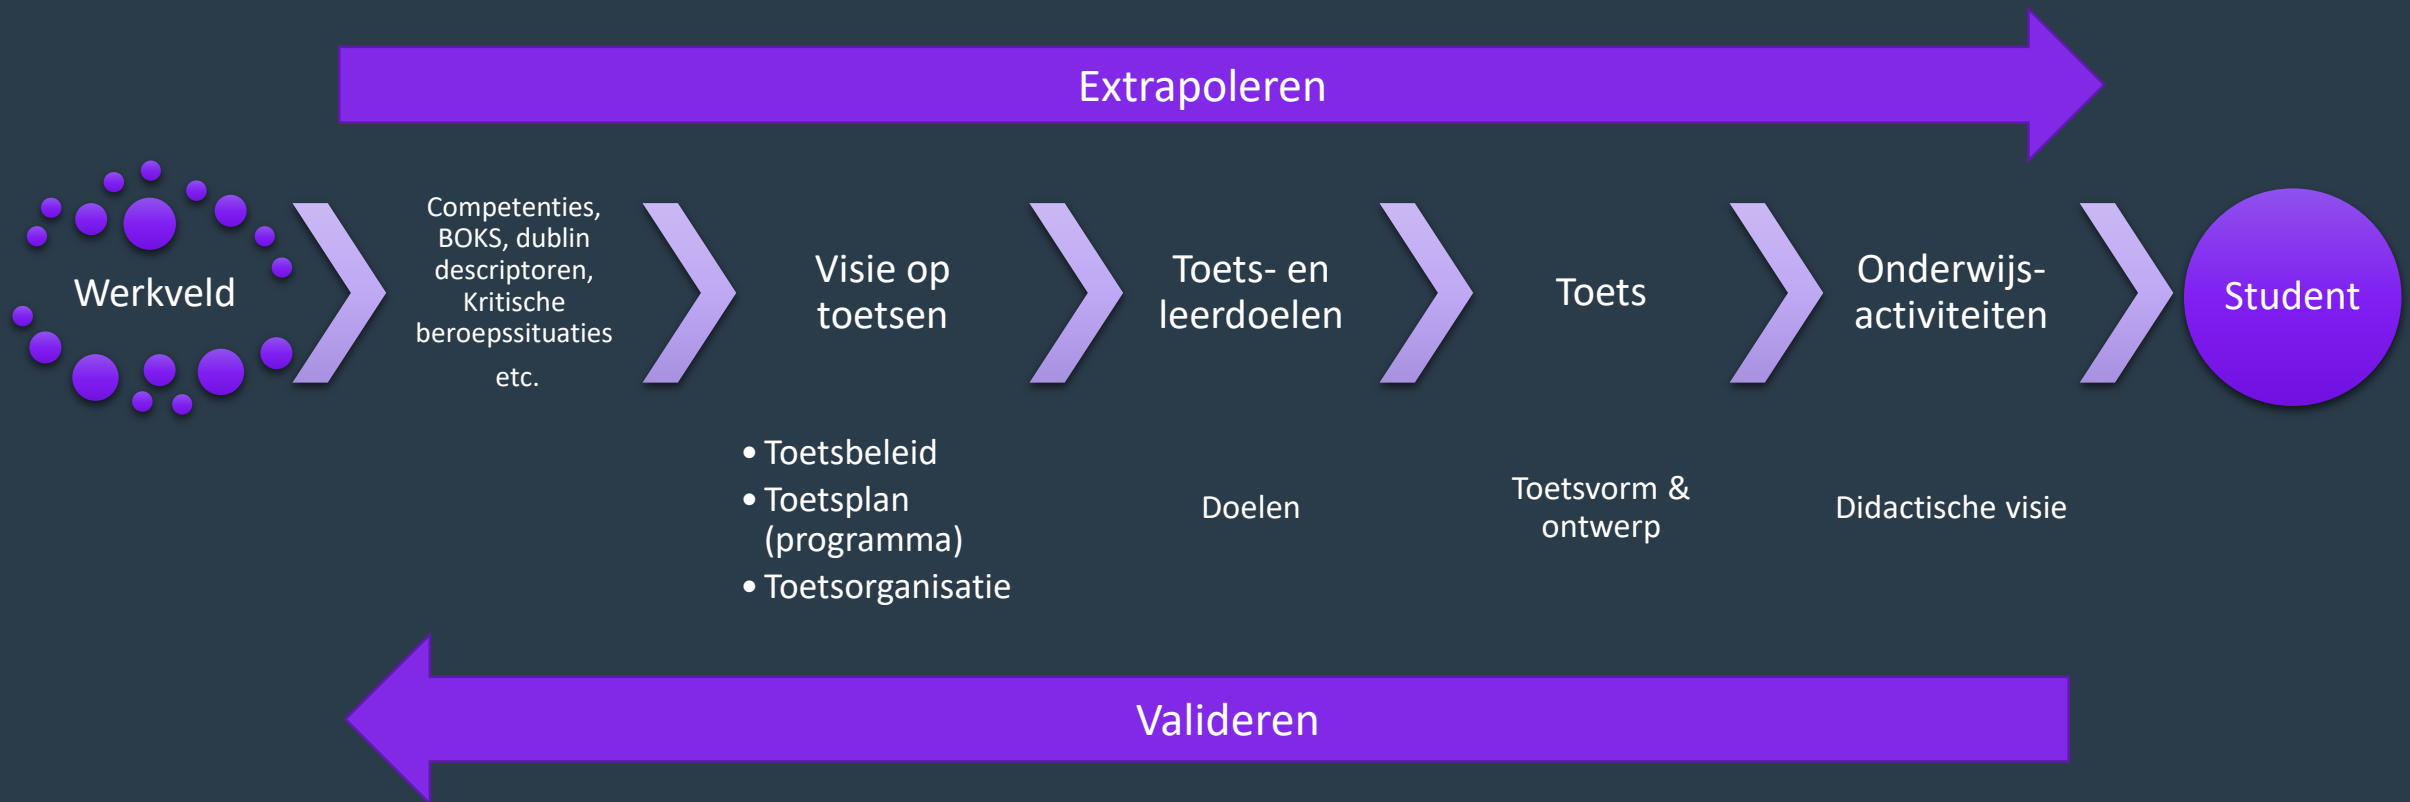 Extrapoleren
Werkveld
Competenties,
BOKS, dublin
descriptoren,
Kritische
beroepssituaties
etc.
Visie op
toetsen
Toets- en
leerdoelen
Toets
Onderwijs-
activiteiten
Student
• Toetsbeleid
• Toetsplan
(programma)
• Toetsorganisatie
Doelen
Toetsvorm &
ontwerp
Didactische visie
Valideren